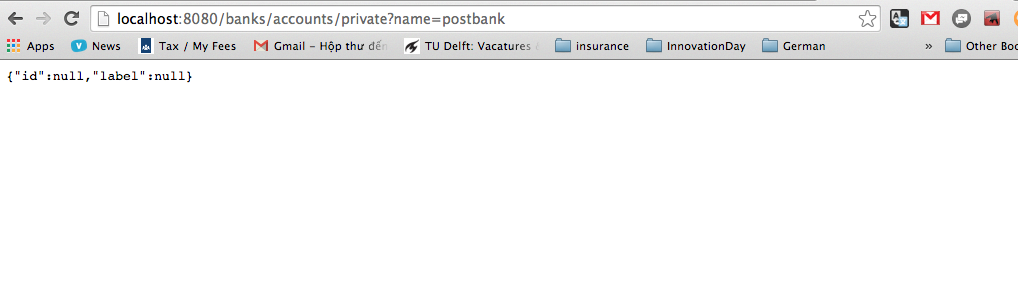 localhost:8080/banks/accounts/private?name=postbank
Apps News Tax / My Fees Gmail – Hộp thư đến TU Delft: Vacatures insurance InnovationDay German » Other Boo
{"id":null,"label":null}